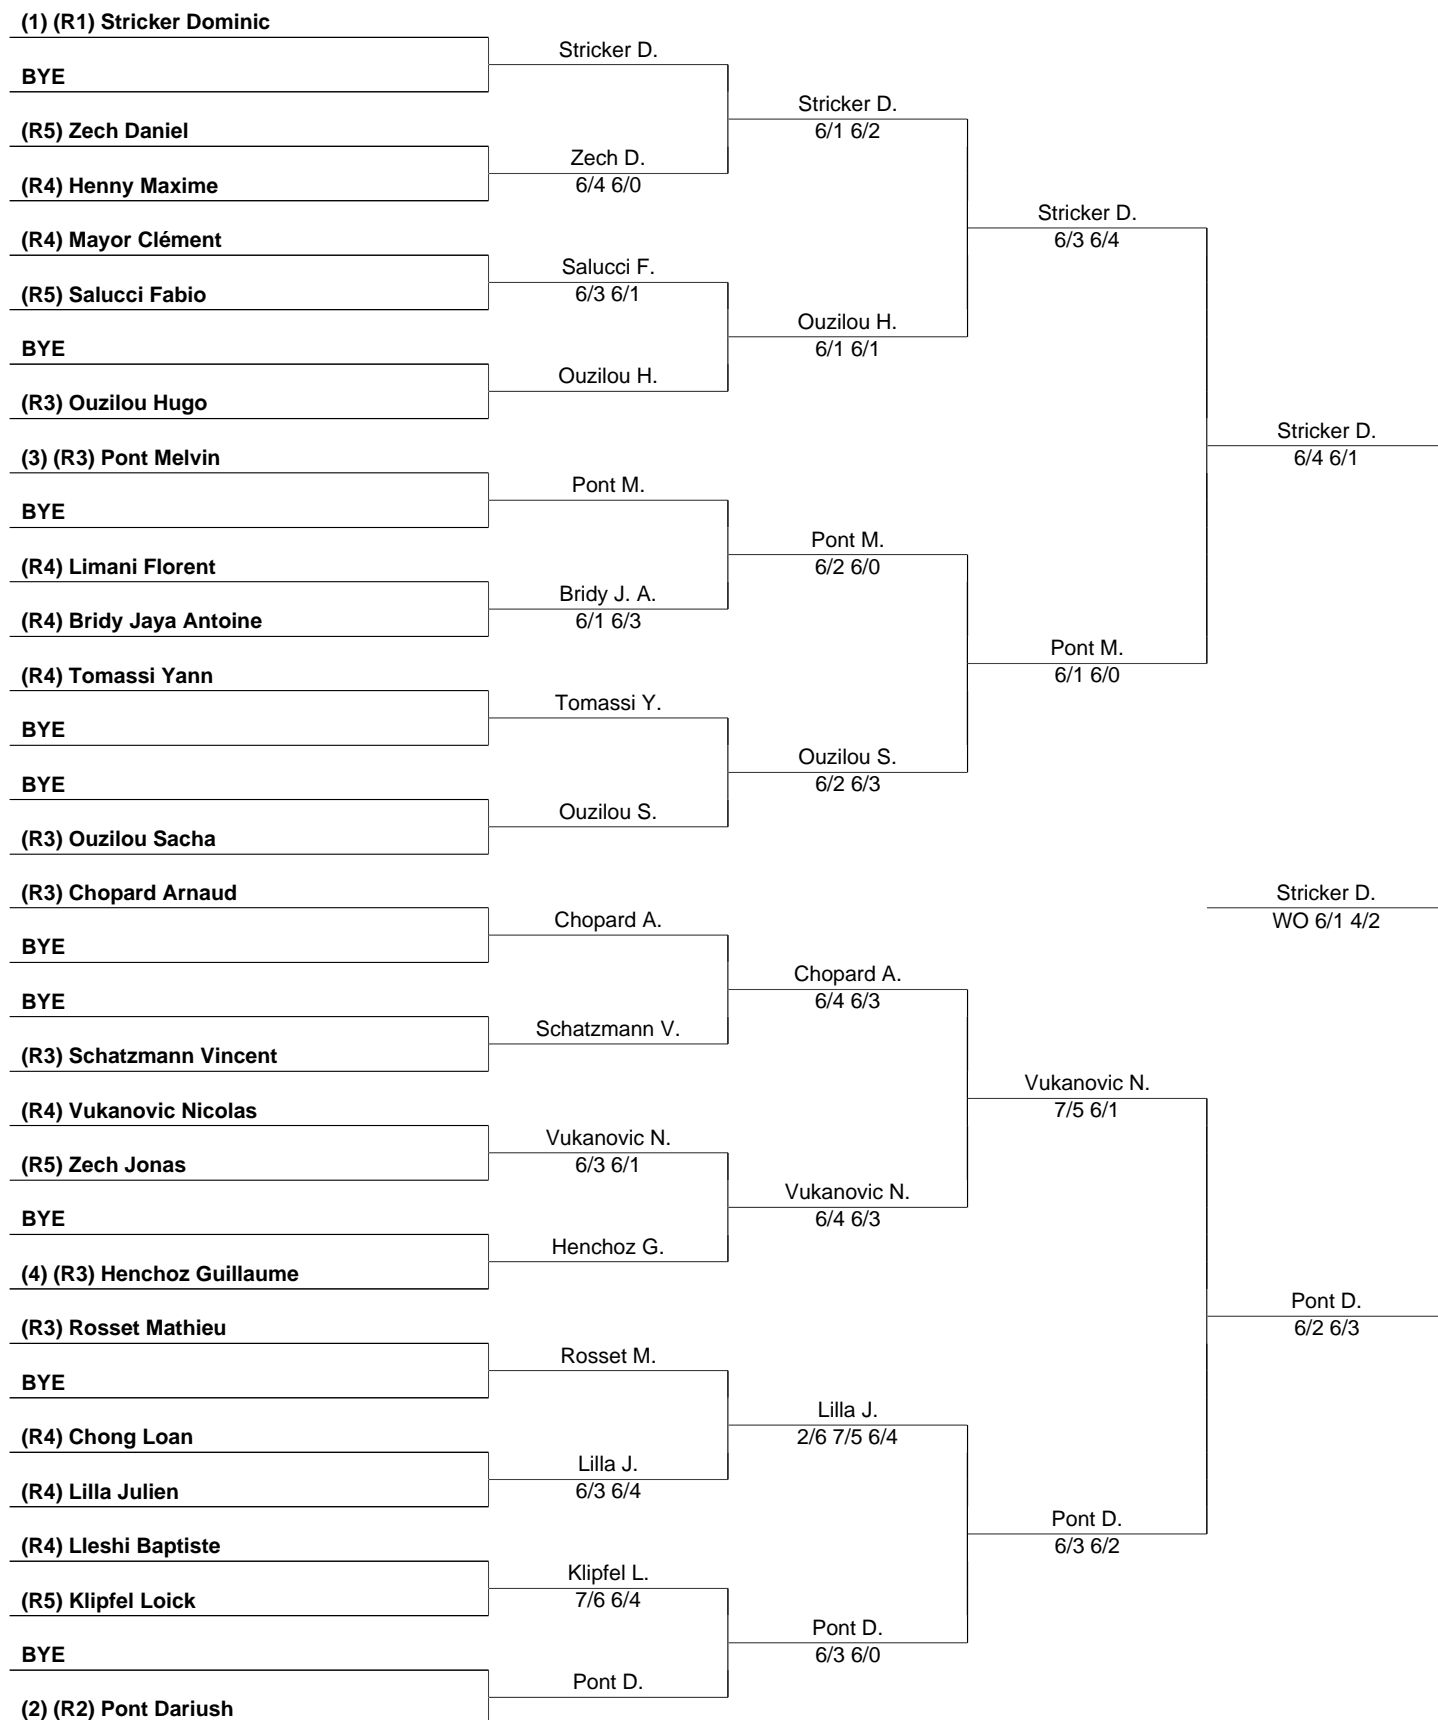 (1) (R1) Stricker Dominic
BYE
(R5) Zech Daniel
(R4) Henny Maxime
(R4) Mayor Clément
(R5) Salucci Fabio
BYE
(R3) Ouzilou Hugo
(3) (R3) Pont Melvin
BYE
(R4) Limani Florent
(R4) Bridy Jaya Antoine
(R4) Tomassi Yann
BYE
BYE
(R3) Ouzilou Sacha
(R3) Chopard Arnaud
BYE
BYE
(R3) Schatzmann Vincent
(R4) Vukanovic Nicolas
(R5) Zech Jonas
BYE
(4) (R3) Henchoz Guillaume
(R3) Rosset Mathieu
BYE
(R4) Chong Loan
(R4) Lilla Julien
(R4) Lleshi Baptiste
(R5) Klipfel Loick
BYE
(2) (R2) Pont Dariush
Stricker D.
Zech D.
6/4 6/0
Salucci F.
6/3 6/1
Ouzilou H.
Pont M.
Bridy J. A.
6/1 6/3
Tomassi Y.
Ouzilou S.
Chopard A.
Schatzmann V.
Vukanovic N.
6/3 6/1
Henchoz G.
Rosset M.
Lilla J.
6/3 6/4
Klipfel L.
7/6 6/4
Pont D.
Stricker D.
6/1 6/2
Ouzilou H.
6/1 6/1
Pont M.
6/2 6/0
Ouzilou S.
6/2 6/3
Chopard A.
6/4 6/3
Vukanovic N.
6/4 6/3
Lilla J.
2/6 7/5 6/4
Pont D.
6/3 6/0
Stricker D.
6/3 6/4
Pont M.
6/1 6/0
Vukanovic N.
7/5 6/1
Pont D.
6/3 6/2
Stricker D.
6/4 6/1
Stricker D.
WO 6/1 4/2
Pont D.
6/2 6/3